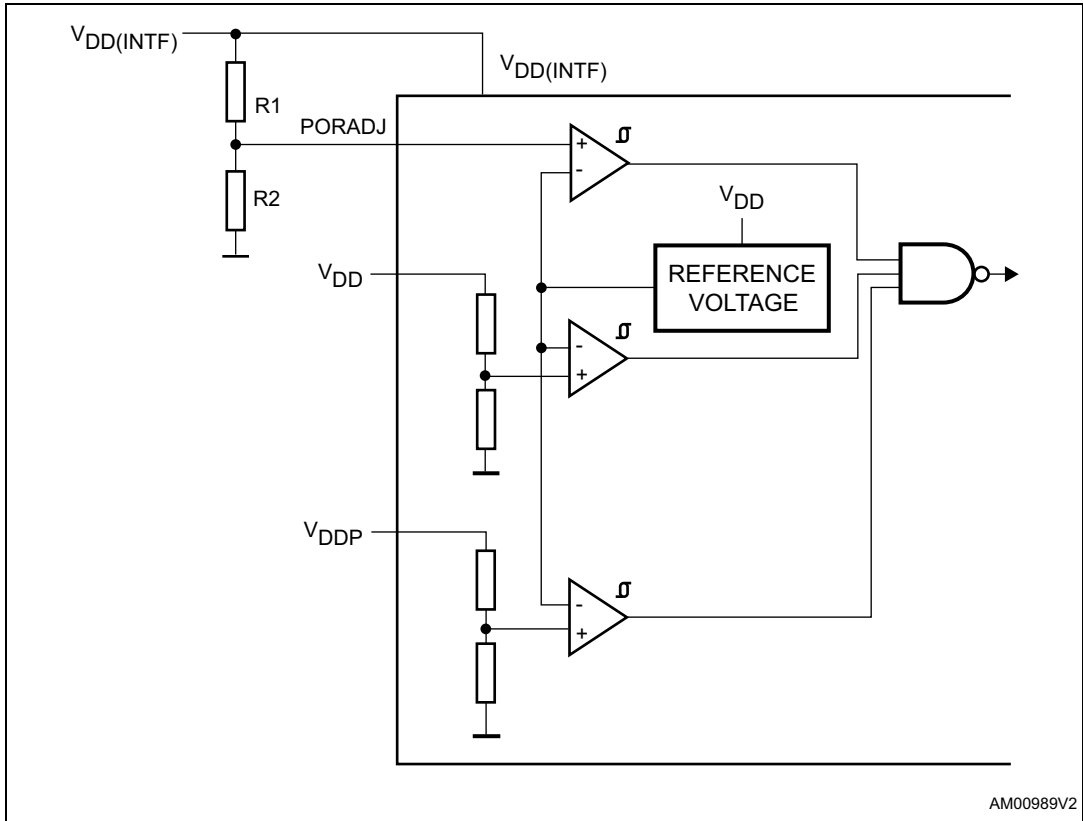 VDD(INTF)
VDD(INTF)
R1
PORADJ
+
-
R2
VDD
VDD
REFERENCE
VOLTAGE
-
+
VDDP
-
+
AM00989V2